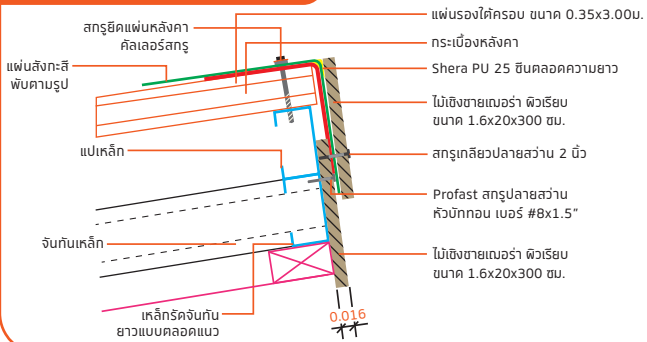 สกรูยึดแผ่นหลังคา
คัลเลอร์สกรู
แผ่นสังกะสี
พับตามรูป
แปเหล็ก
จันทันเหล็ก
เหล็กรัดจันทัน
ยาวแบบตลอดแนว
แผ่นรองใต้ครอบ ขนาด 0.35x3.00ม.
กระเบื้องหลังคา
Shera PU 25 ซีนตลอดความยาว
ไม้เชิงชายเฌอร่า ผิวเรียบ
ขนาด 1.6x20x300 ซม.
สกรูเกลียวปลายสว่าน 2 นิ้ว
Profast สกรูปลายสว่าน
หัวบักทอน เบอร์ #8x1.5"
ไม้เชิงชายเฌอร่า ผิวเรียบ
ขนาด 1.6x20x300 ซม.
0.016